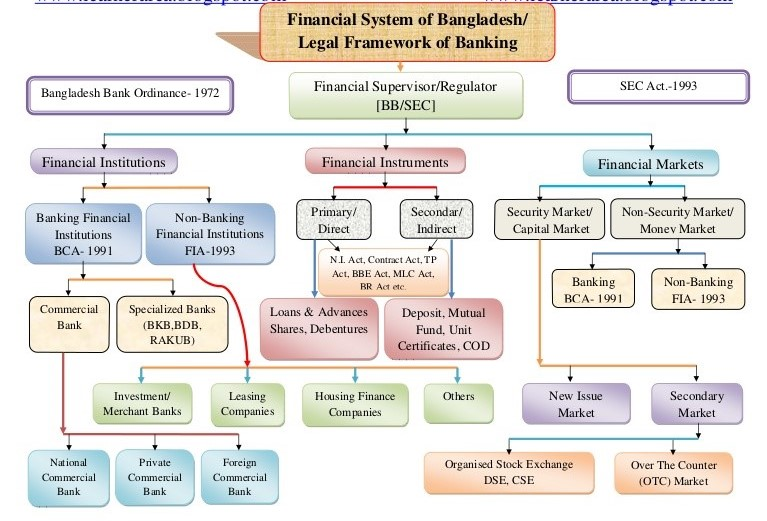 Financial System of Bangladesh/
Legal Framework of Banking
Bangladesh Bank Ordinance- 1972
Financial Supervisor/Regulator
[BB/SEC]
SEC Act.-1993
Financial Institutions
Financial Instruments
Financial Markets
Banking Financial
Institutions
BCA- 1991
Non-Banking
Financial Institutions
FIA-1993
Primary/
Direct
Secondar/
Indirect
Security Market/
Capital Market
Non-Security Market/
Money Market
N.I. Act, Contract Act, TP
Act, BBE Act, MLC Act,
BR Act etc.
Banking
BCA- 1991
Non-Banking
FIA- 1993
Commercial
Bank
Specialized Banks
(BKB,BDB,
RAKUB)
Loans & Advances
Shares, Debentures
Deposit, Mutual
Fund, Unit
Certificates, COD
Investment/
Merchant Banks
Leasing
Companies
Housing Finance
Companies
Others
New Issue
Market
Secondary
Market
National
Commercial
Bank
Private
Commercial
Bank
Foreign
Commercial
Bank
Organised Stock Exchange
DSE, CSE
Over The Counter
(OTC) Market